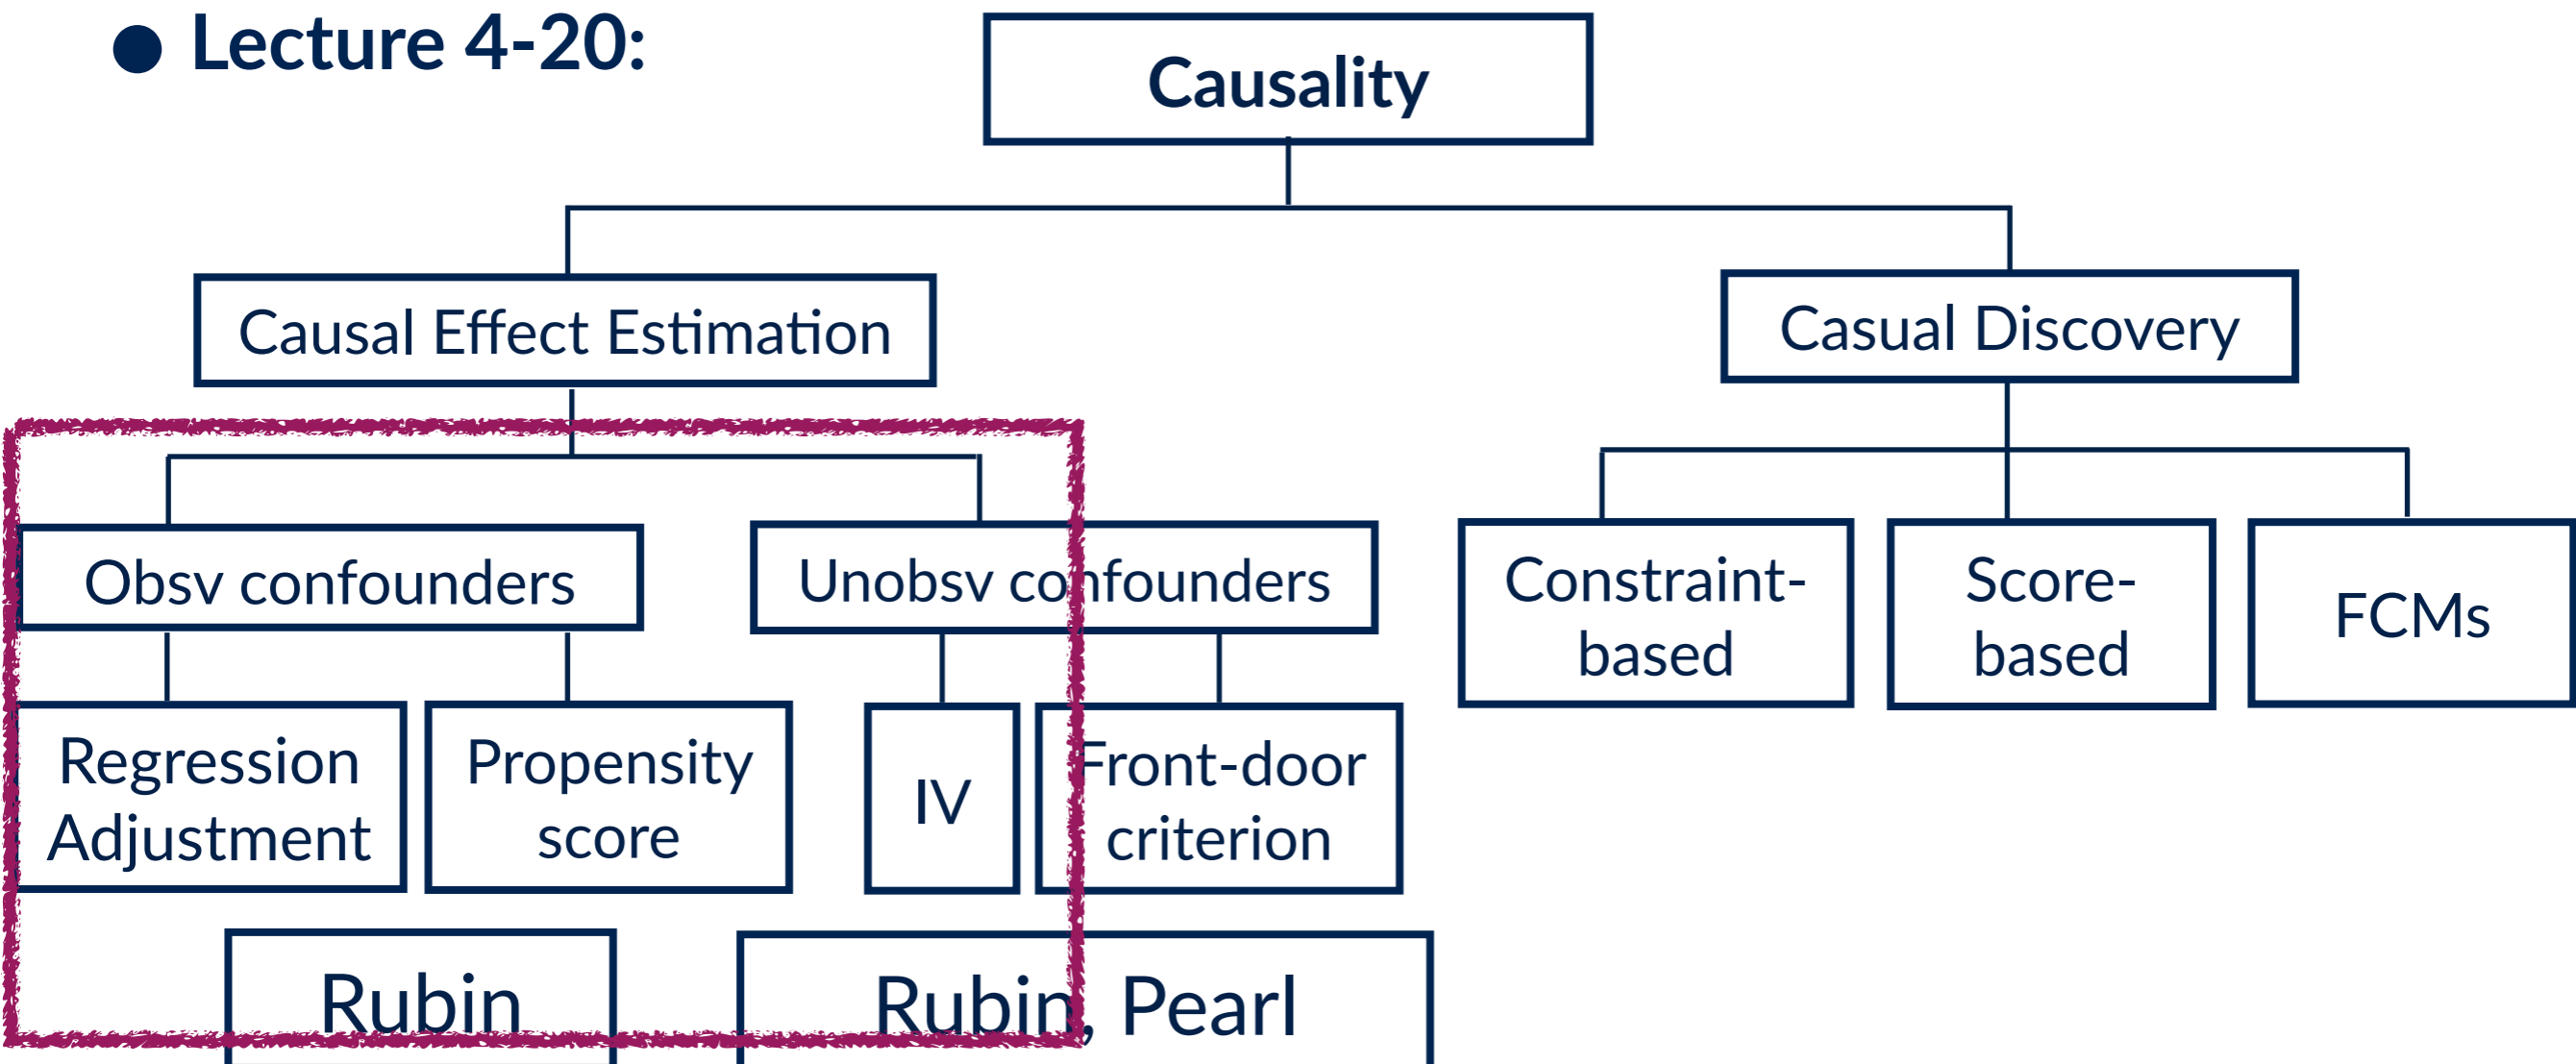 ● Lecture 4-20:
Causality
Causal Effect Estimation
Casual Discovery
Obsv confounders
Unobsv confounders
Constraint-
based
Score-
based
FCMs
Regression
Adjustment
Propensity
score
IV
Front-door
criterion
Rubin
Rubin, Pearl